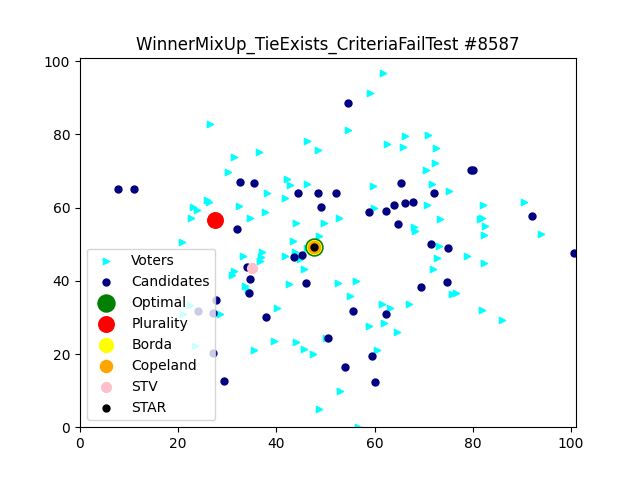 WinnerMixUp_TieExists_CriteriaFailTest #8587
100
80
60
40
20
0
Voters
Candidates
Optimal
Plurality
Borda
Copeland
STV
STAR
0 20 40 60 80 100